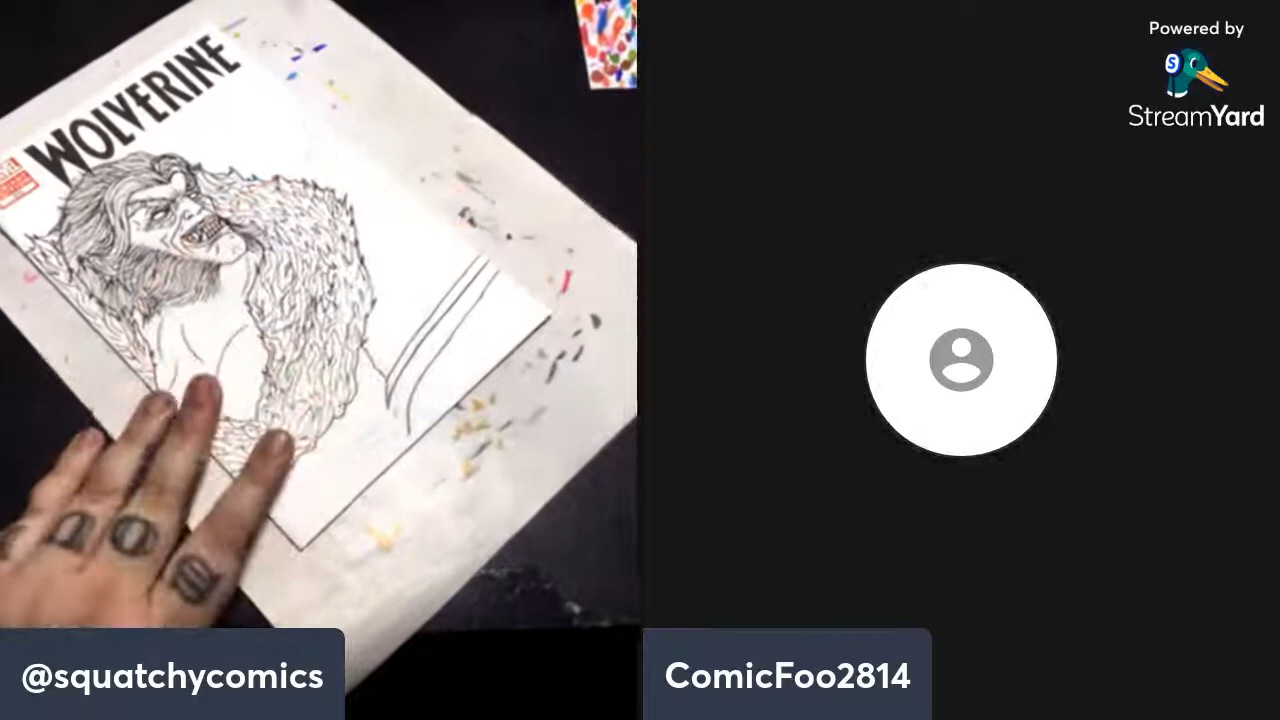 WOLVERINE
Powered by
S
StreamYard
@squatchycomics
ComicFoo2814